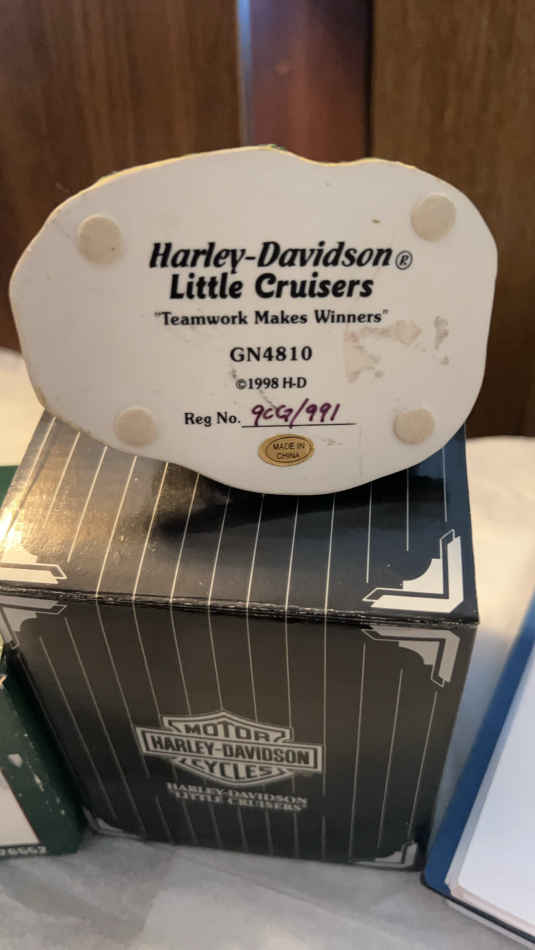 Harley-Davidson®
Little Cruisers
"Teamwork Makes Winners"
GN4810
©1998 H-D
Reg No. 9CG/991
MADE IN
CHINA
MOTOR
HARLEY-DAVIDSON
CYCLES
HARLEY-DAVIDSON
"LITTLE CRUISERS"